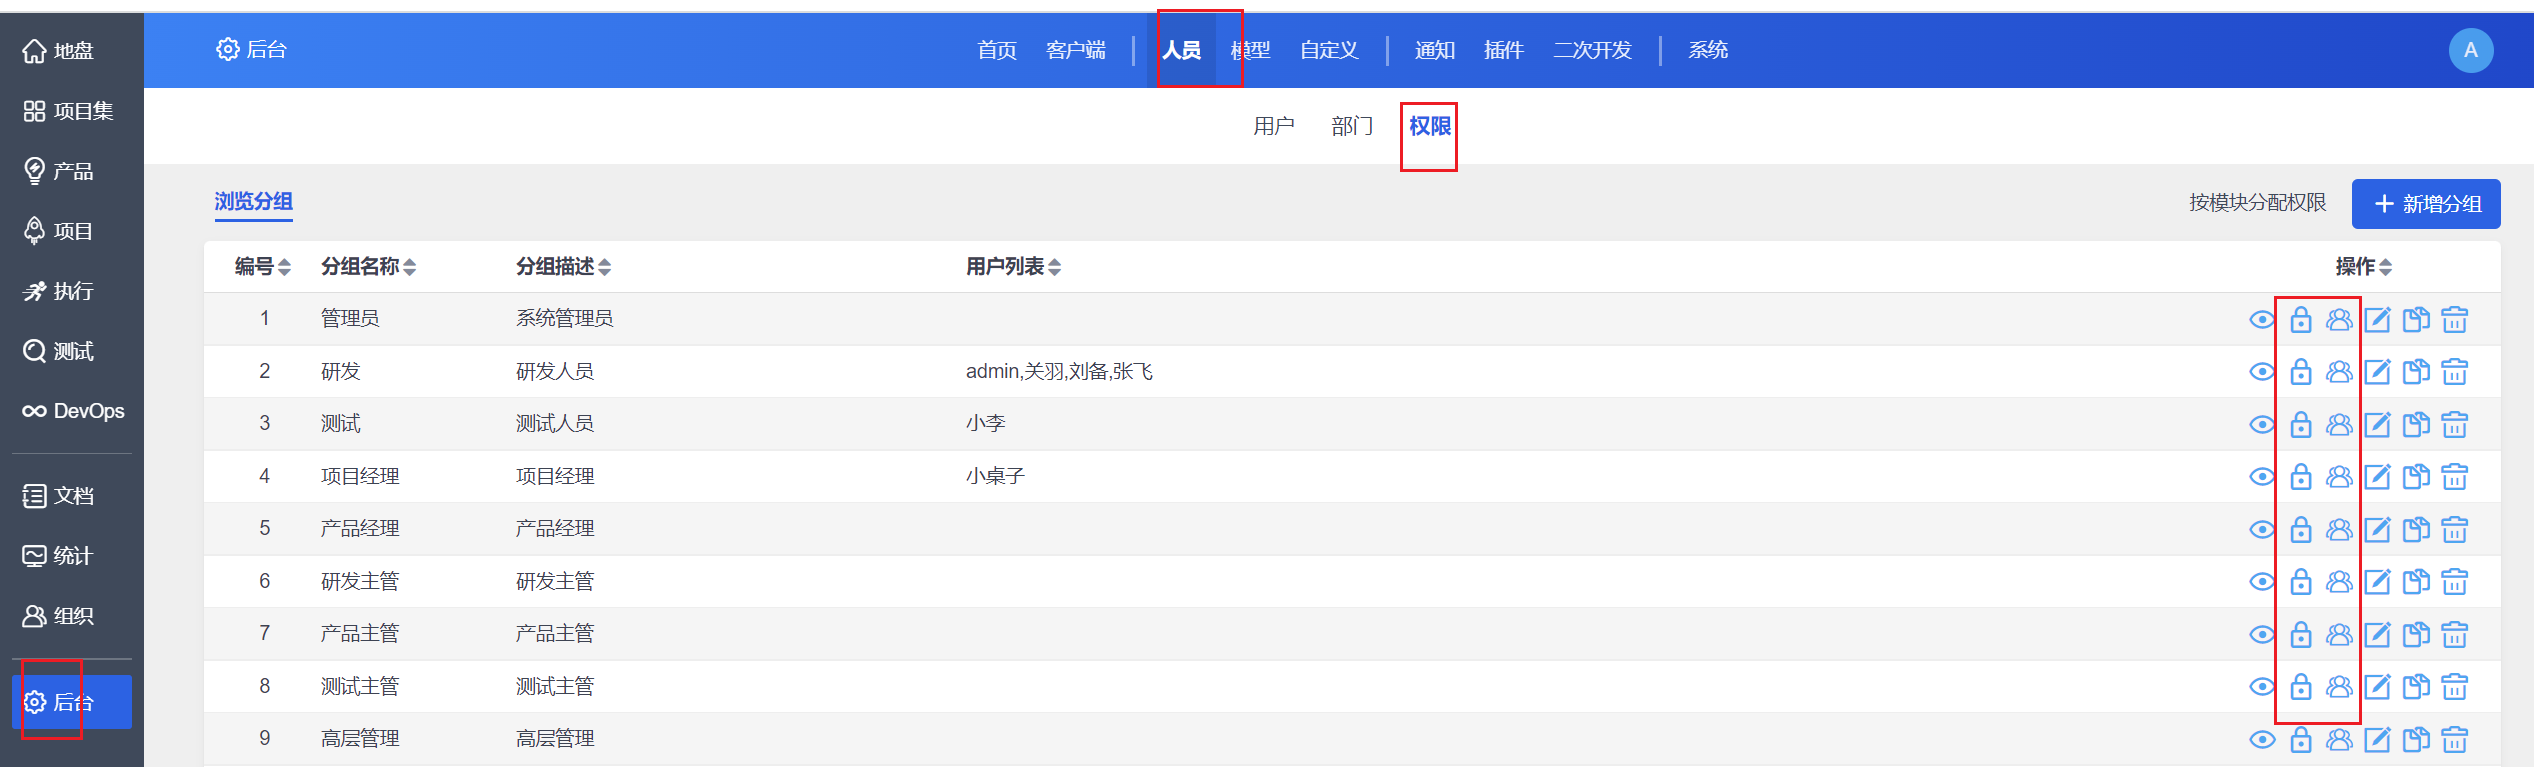 地盘
项目集
产品
项目
执行
测试
DevOps
文档
统计
组织
后台
后台
首页 客户端 人员 模型 自定义 通知 插件 二次开发 系统
A
用户 部门 权限
浏览分组
按模块分配权限 新增分组
编号 分组名称 分组描述 用户列表 操作
1 管理员 系统管理员
2 研发 研发人员 admin,关羽,刘备,张飞
3 测试 测试人员 小李
4 项目经理 项目经理 小桌子
5 产品经理 产品经理
6 研发主管 研发主管
7 产品主管 产品主管
8 测试主管 测试主管
9 高层管理 高层管理